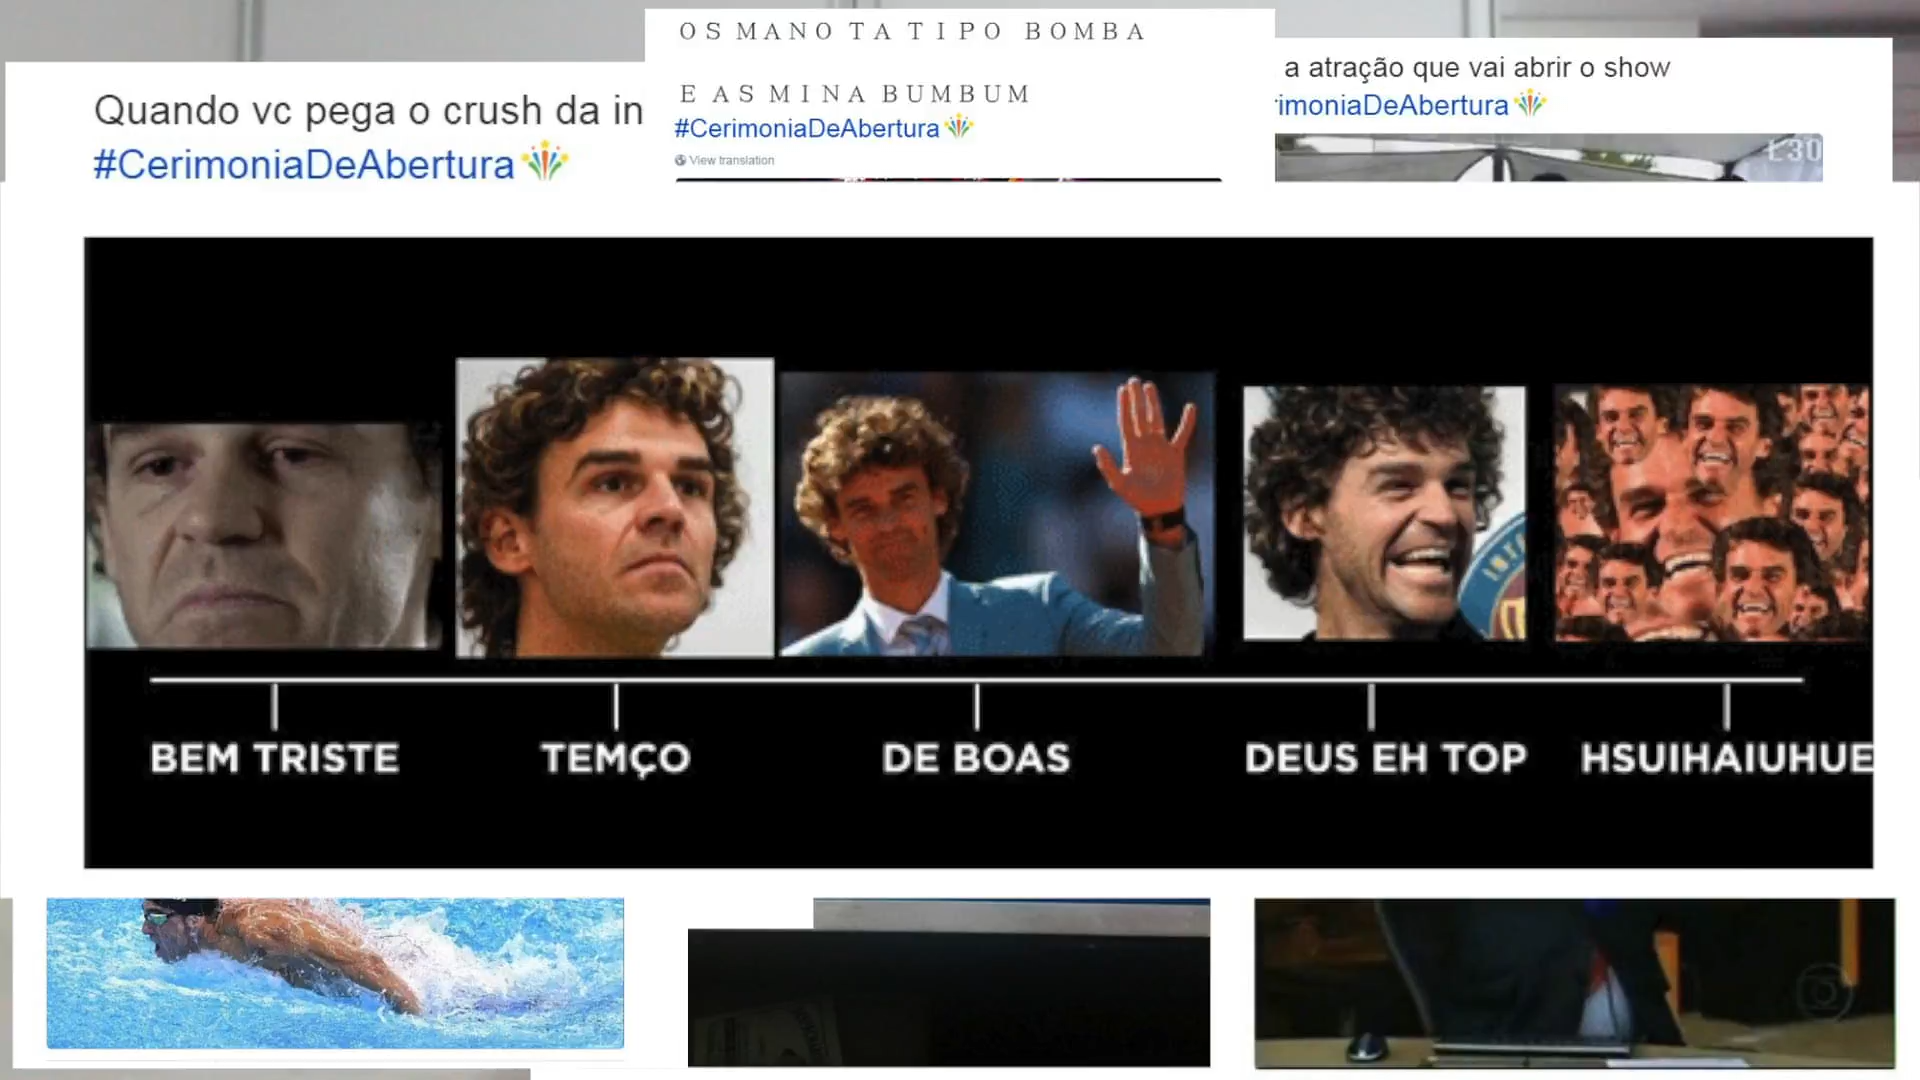 OS MANO TA TIPO BOMBA
E AS MINA BUMBUM
#CerimoniaDeAbertura
View translation
Quando vc pega o crush da in
#CerimoniaDeAbertura
a atração que vai abrir o show
imoniaDeAbertura
L30
BEM TRISTE
TEMÇO
DE BOAS
DEUS EH TOP
HSUIHAIUHUE